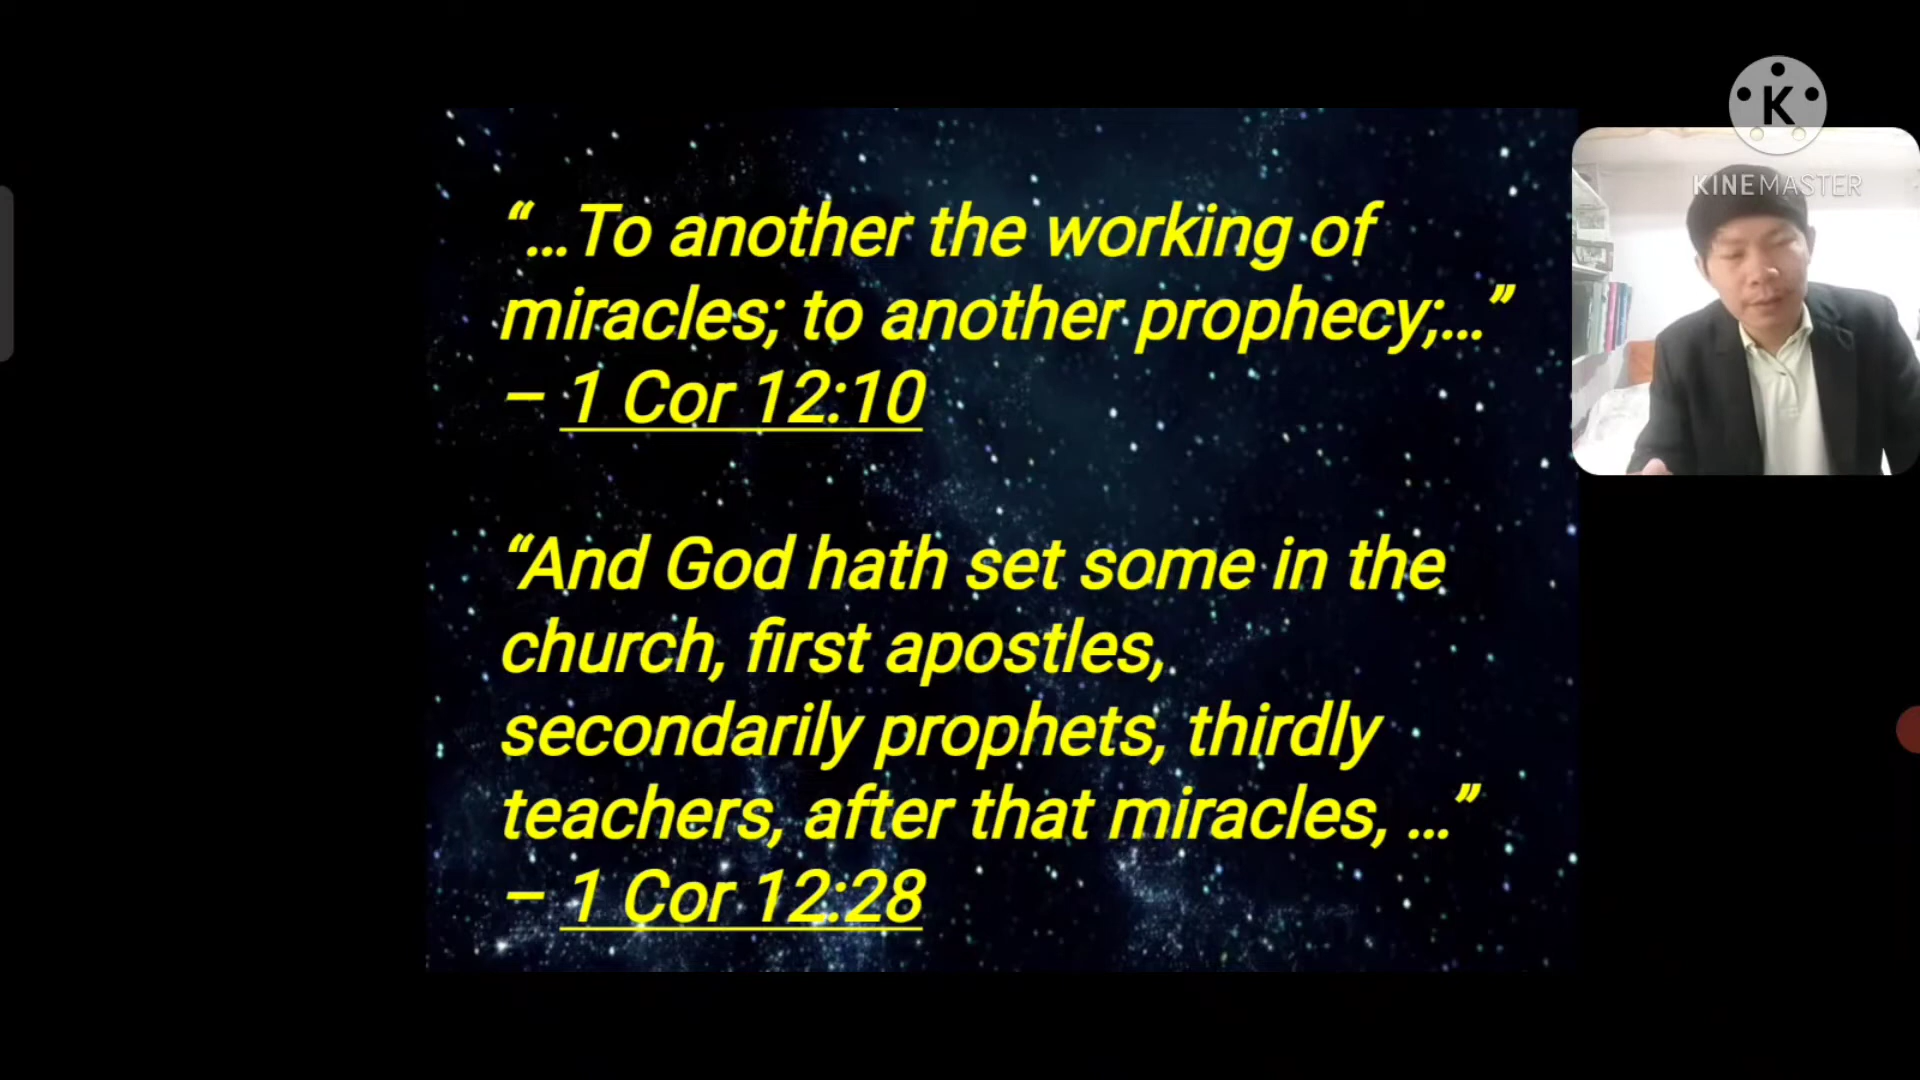 “...To another the working of
miracles; to another prophecy;...”
– 1 Cor 12:10
“And God hath set some in the
church, first apostles,
secondarily prophets, thirdly
teachers, after that miracles, ...”
– 1 Cor 12:28
K
KINEMASTER